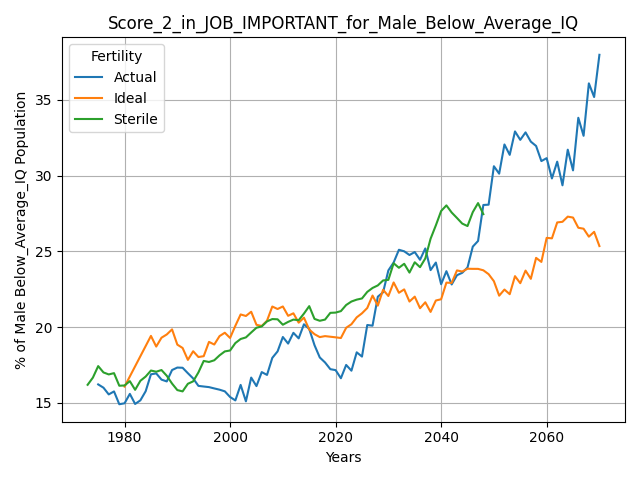 Score_2_in_JOB_IMPORTANT_for_Male_Below_Average_IQ
Fertility
Actual
Ideal
Sterile
% of Male Below_Average_IQ Population
35
30
25
20
15
1980
2000
2020
2040
2060
Years